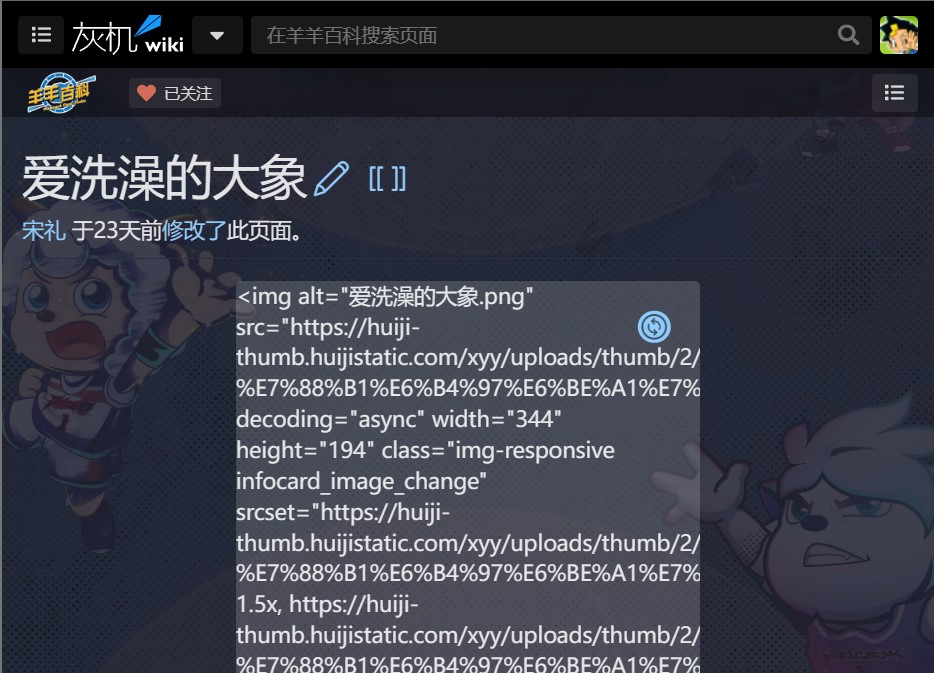 灰机wiki
在羊羊百科搜索页面
羊羊百科
已关注
爱洗澡的大象 [[ ]]
宋礼 于23天前修改了此页面。
<img alt="爱洗澡的大象.png"
src="https://huiji-
thumb.huijistatic.com/xyy/uploads/thumb/2/
%E7%88%B1%E6%B4%97%E6%BE%A1%E7%
decoding="async" width="344"
height="194" class="img-responsive
infocard_image_change"
srcset="https://huiji-
thumb.huijistatic.com/xyy/uploads/thumb/2/
%E7%88%B1%E6%B4%97%E6%BE%A1%E7%
1.5x, https://huiji-
thumb.huijistatic.com/xyy/uploads/thumb/2/
%E7%88%B1%E6%B4%97%E6%BE%A1%E7%